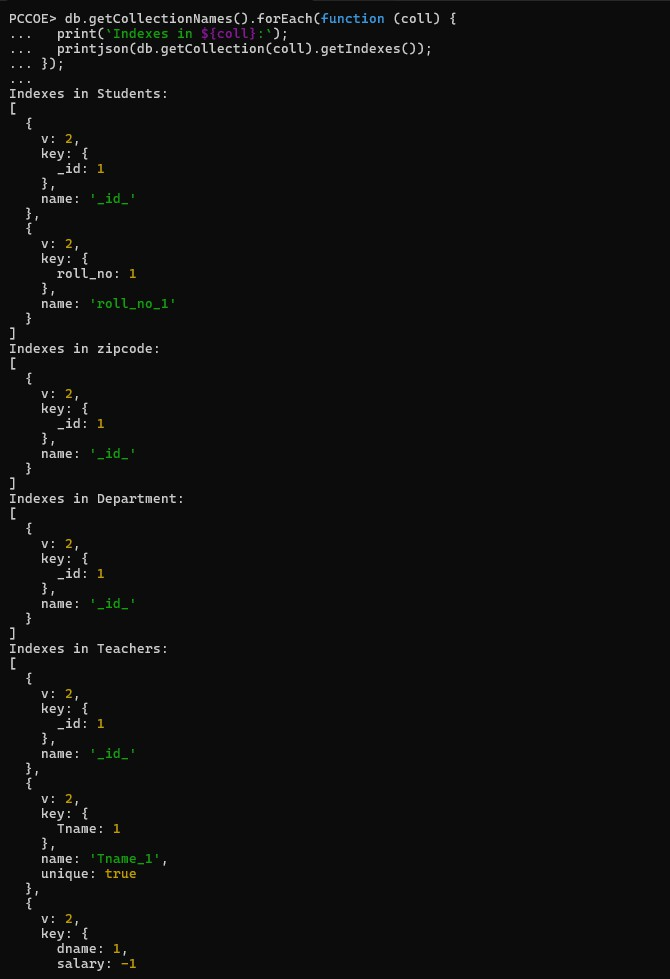 PCCOE> db.getCollectionNames().forEach(function (coll) {
...   print(`Indexes in ${coll}:`);
...   printjson(db.getCollection(coll).getIndexes());
... });
...
Indexes in Students:
[
  {
    v: 2,
    key: {
      _id: 1
    },
    name: '_id_'
  },
  {
    v: 2,
    key: {
      roll_no: 1
    },
    name: 'roll_no_1'
  }
]
Indexes in zipcode:
[
  {
    v: 2,
    key: {
      _id: 1
    },
    name: '_id_'
  }
]
Indexes in Department:
[
  {
    v: 2,
    key: {
      _id: 1
    },
    name: '_id_'
  }
]
Indexes in Teachers:
[
  {
    v: 2,
    key: {
      _id: 1
    },
    name: '_id_'
  },
  {
    v: 2,
    key: {
      Tname: 1
    },
    name: 'Tname_1',
    unique: true
  },
  {
    v: 2,
    key: {
      dname: 1,
      salary: -1